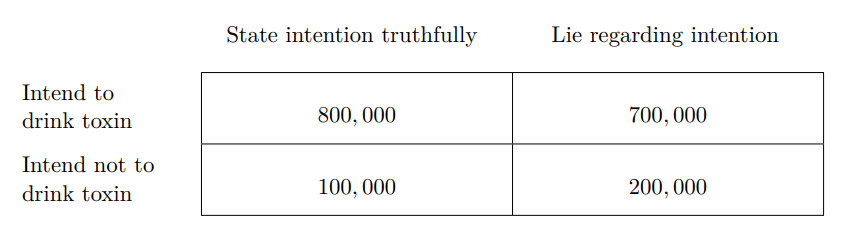 State intention truthfully Lie regarding intention
Intend to
drink toxin
800,000 700,000
Intend not to
drink toxin
100,000 200,000